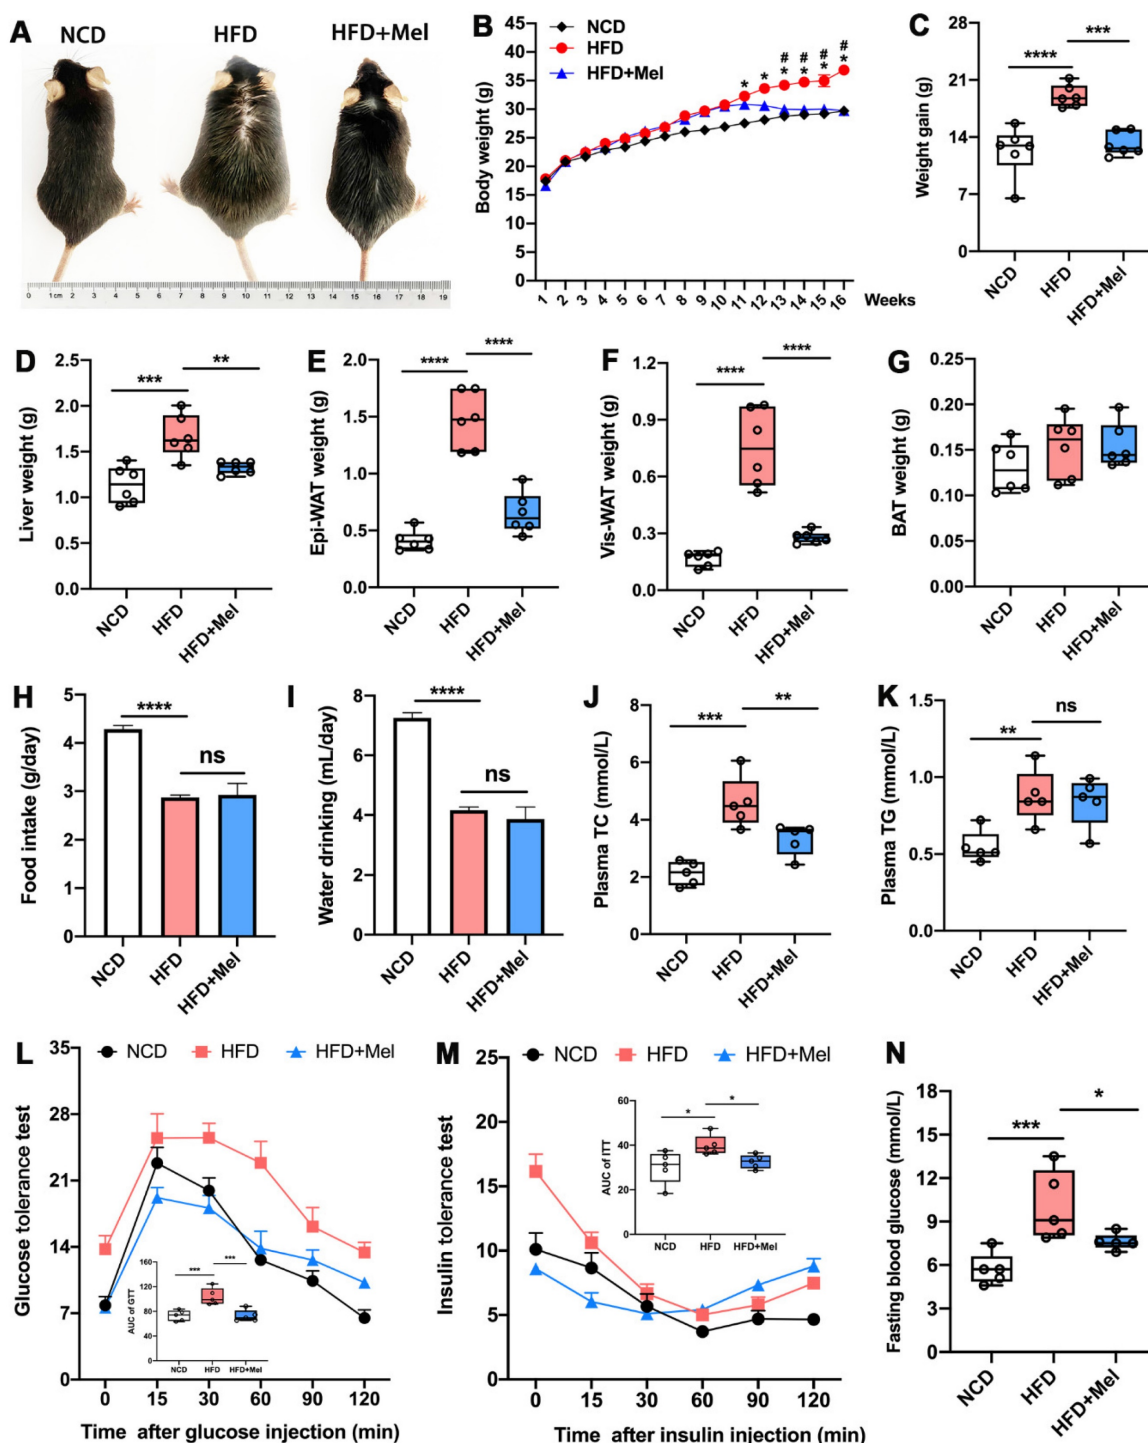 A
NCD
HFD
HFD+Mel
0 1cm 2 3 4 5 6 7 8 9 10 11 12 13 14 15 16 17 18 19
B
NCD
HFD
HFD+Mel
Body weight (g)
45
40
35
30
25
20
15
10
5
0
* * # # # #
* * * *
1 2 3 4 5 6 7 8 9 10 11 12 13 14 15 16
Weeks
C
Weight gain (g)
28
21
14
7
0
****
***
NCD
HFD
HFD+Mel
D
Liver weight (g)
2.5
2.0
1.5
1.0
0.5
0.0
***
**
NCD
HFD
HFD+Mel
E
Epi-WAT weight (g)
2.0
1.5
1.0
0.5
0.0
****
****
NCD
HFD
HFD+Mel
F
Vis-WAT weight (g)
1.2
0.9
0.6
0.3
0.0
****
****
NCD
HFD
HFD+Mel
G
BAT weight (g)
0.25
0.20
0.15
0.10
0.05
0.00
NCD
HFD
HFD+Mel
H
Food intake (g/day)
5
4
3
2
1
0
****
ns
NCD
HFD
HFD+Mel
I
Water drinking (mL/day)
8
6
4
2
0
****
ns
NCD
HFD
HFD+Mel
J
Plasma TC (mmol/L)
8
6
4
2
0
***
**
NCD
HFD
HFD+Mel
K
Plasma TG (mmol/L)
1.5
1.0
0.5
0.0
**
ns
NCD
HFD
HFD+Mel
L
NCD
HFD
HFD+Mel
Glucose tolerance test
35
28
21
14
7
0
AUC of GTT
160
120
80
40
0
***
***
NCD
HFD
HFD+Mel
0 15 30 60 90 120
Time after glucose injection (min)
M
NCD
HFD
HFD+Mel
Insulin tolerance test
25
20
15
10
5
0
AUC of ITT
60
40
20
0
*
*
NCD
HFD
HFD+Mel
0 15 30 60 90 120
Time after insulin injection (min)
N
Fasting blood glucose (mmol/L)
18
15
12
9
6
3
0
***
*
NCD
HFD
HFD+Mel